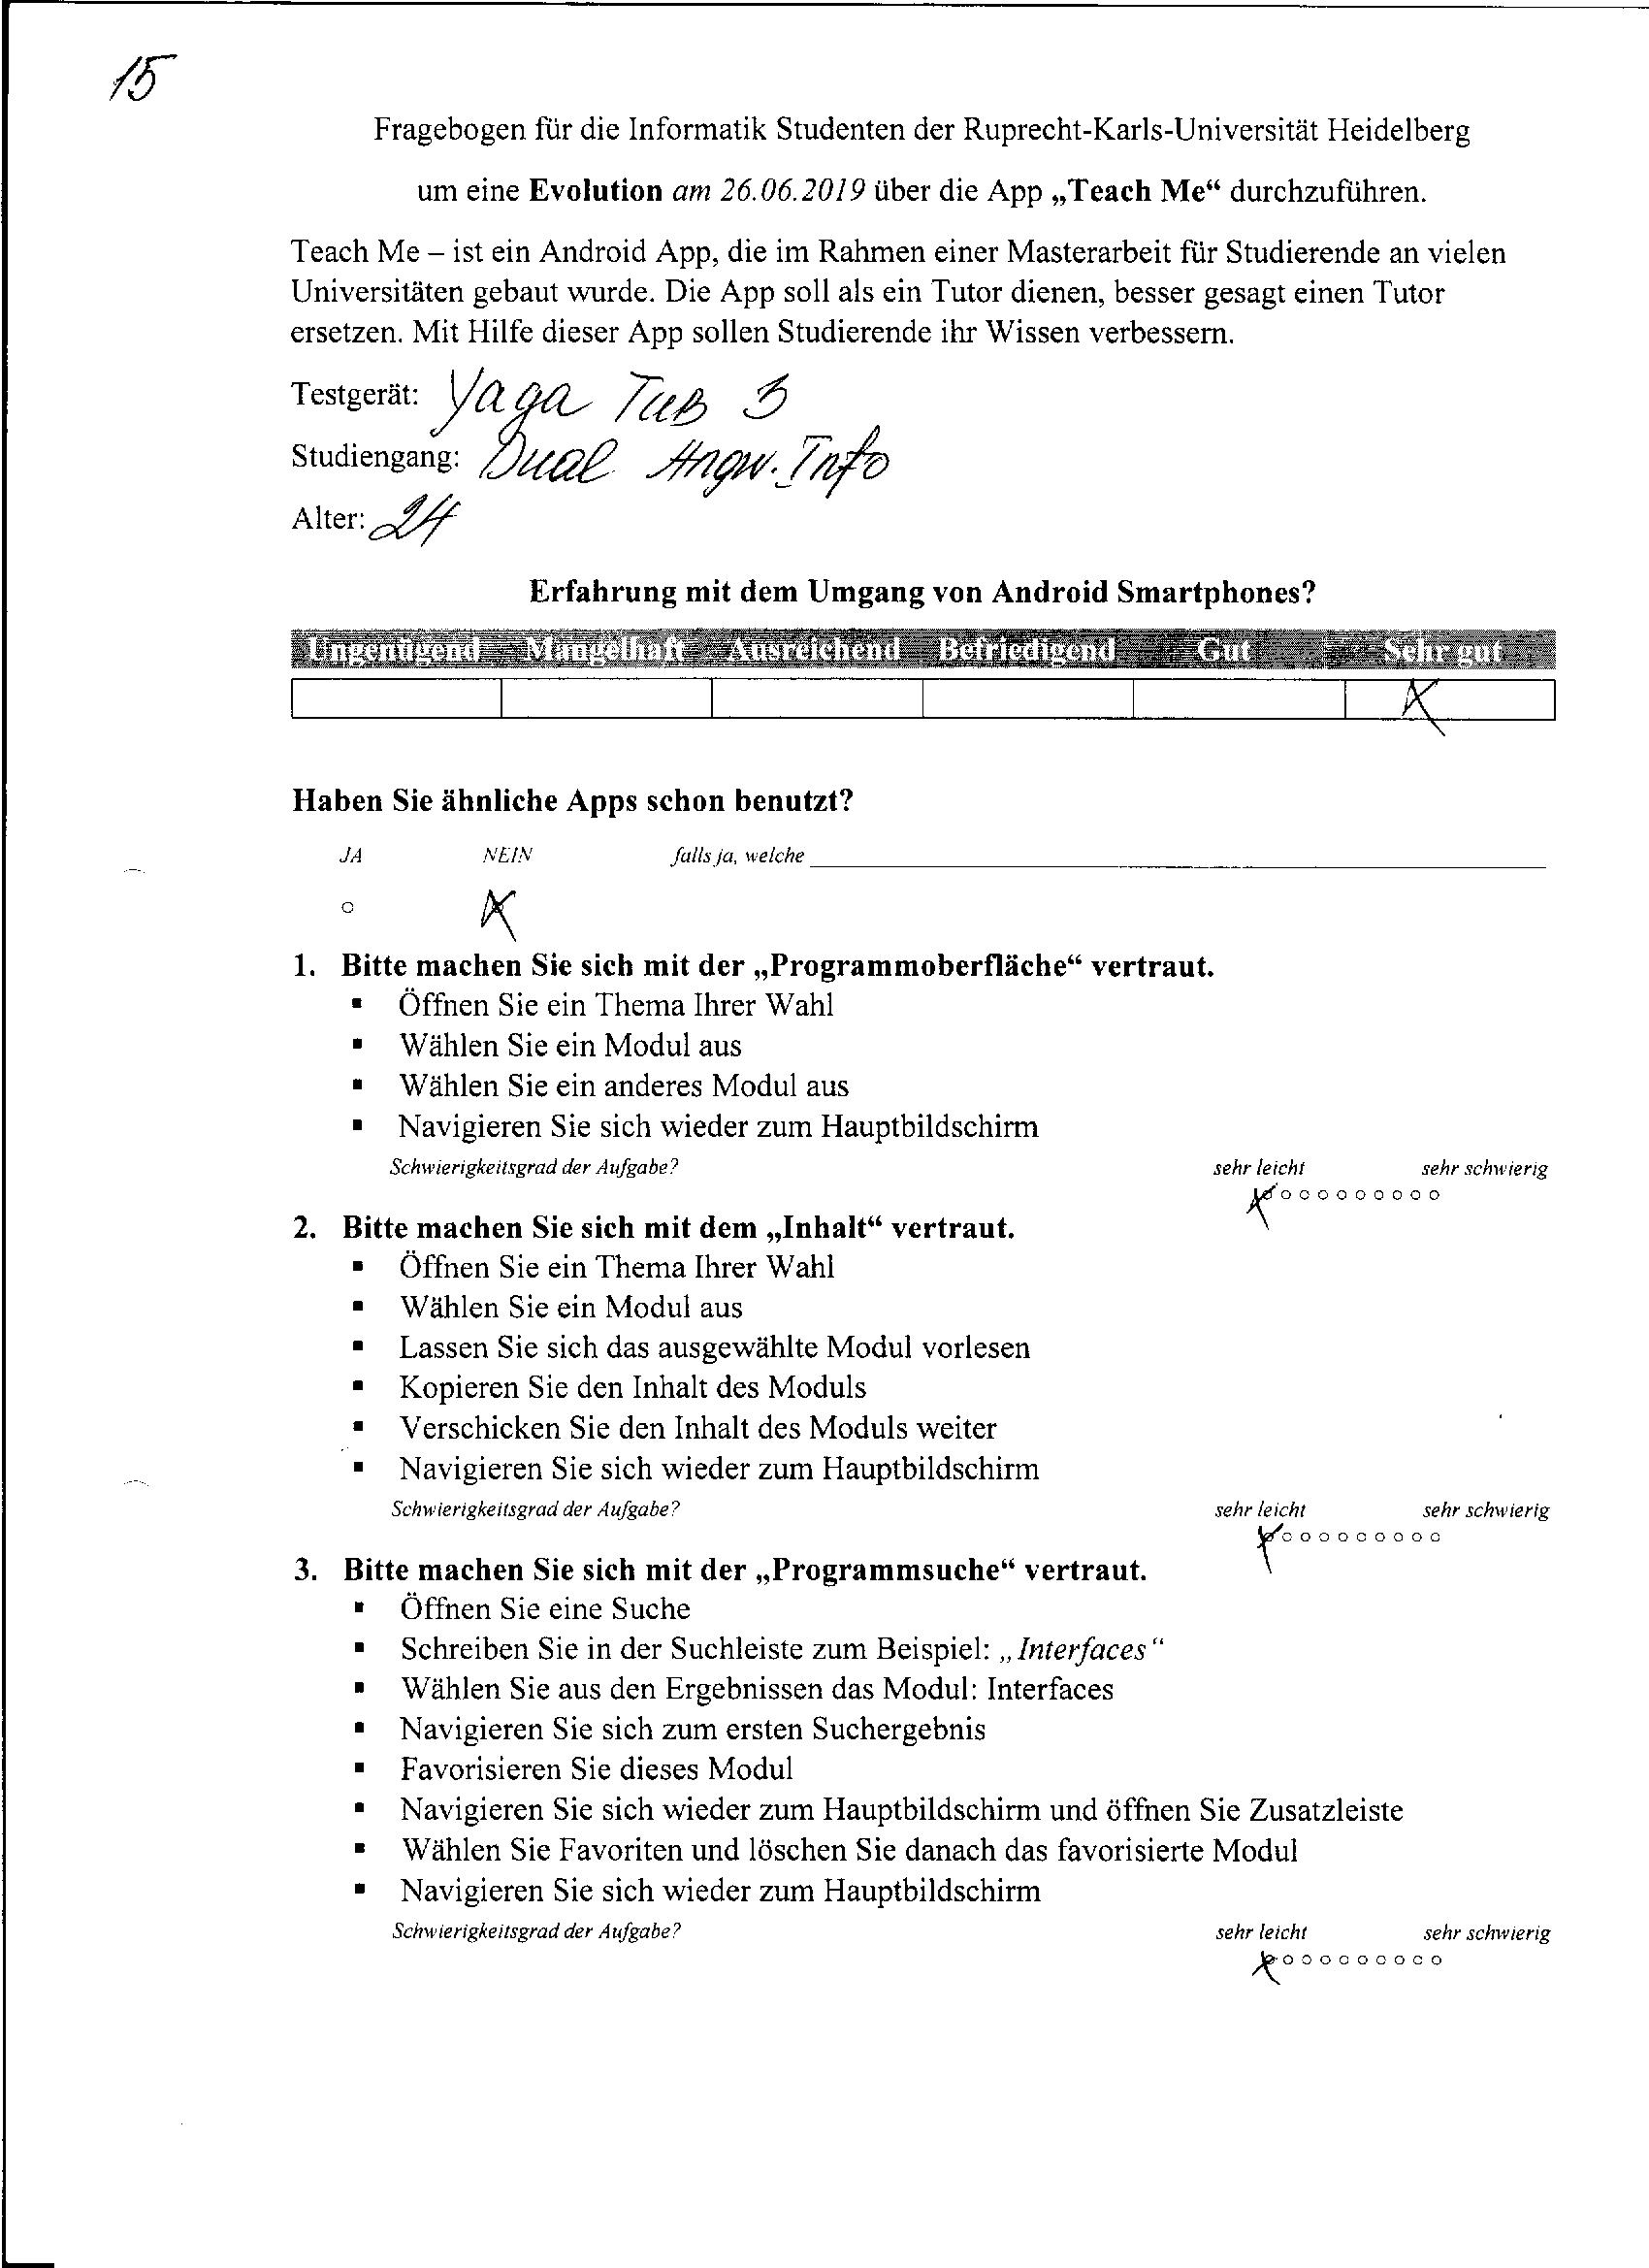 15
Fragebogen für die Informatik Studenten der Ruprecht-Karls-Universität Heidelberg
um eine Evolution am 26.06.2019 über die App „Teach Me“ durchzuführen.
Teach Me – ist ein Android App, die im Rahmen einer Masterarbeit für Studierende an vielen
Universitäten gebaut wurde. Die App soll als ein Tutor dienen, besser gesagt einen Tutor
ersetzen. Mit Hilfe dieser App sollen Studierende ihr Wissen verbessern.
Testgerät: Yaga Tab 3
Studiengang: Dual Angw. Info
Alter: 24
Erfahrung mit dem Umgang von Android Smartphones?
Ungenügend Mangelhaft Ausreichend Befriedigend Gut Sehr gut
Haben Sie ähnliche Apps schon benutzt?
JA NEIN falls ja, welche
1. Bitte machen Sie sich mit der „Programmoberfläche“ vertraut.
▪ Öffnen Sie ein Thema Ihrer Wahl
▪ Wählen Sie ein Modul aus
▪ Wählen Sie ein anderes Modul aus
▪ Navigieren Sie sich wieder zum Hauptbildschirm
Schwierigkeitsgrad der Aufgabe? sehr leicht sehr schwierig
2. Bitte machen Sie sich mit dem „Inhalt“ vertraut.
▪ Öffnen Sie ein Thema Ihrer Wahl
▪ Wählen Sie ein Modul aus
▪ Lassen Sie sich das ausgewählte Modul vorlesen
▪ Kopieren Sie den Inhalt des Moduls
▪ Verschicken Sie den Inhalt des Moduls weiter
▪ Navigieren Sie sich wieder zum Hauptbildschirm
Schwierigkeitsgrad der Aufgabe? sehr leicht sehr schwierig
3. Bitte machen Sie sich mit der „Programmsuche“ vertraut.
▪ Öffnen Sie eine Suche
▪ Schreiben Sie in der Suchleiste zum Beispiel: „Interfaces“
▪ Wählen Sie aus den Ergebnissen das Modul: Interfaces
▪ Navigieren Sie sich zum ersten Suchergebnis
▪ Favorisieren Sie dieses Modul
▪ Navigieren Sie sich wieder zum Hauptbildschirm und öffnen Sie Zusatzleiste
▪ Wählen Sie Favoriten und löschen Sie danach das favorisierte Modul
▪ Navigieren Sie sich wieder zum Hauptbildschirm
Schwierigkeitsgrad der Aufgabe? sehr leicht sehr schwierig